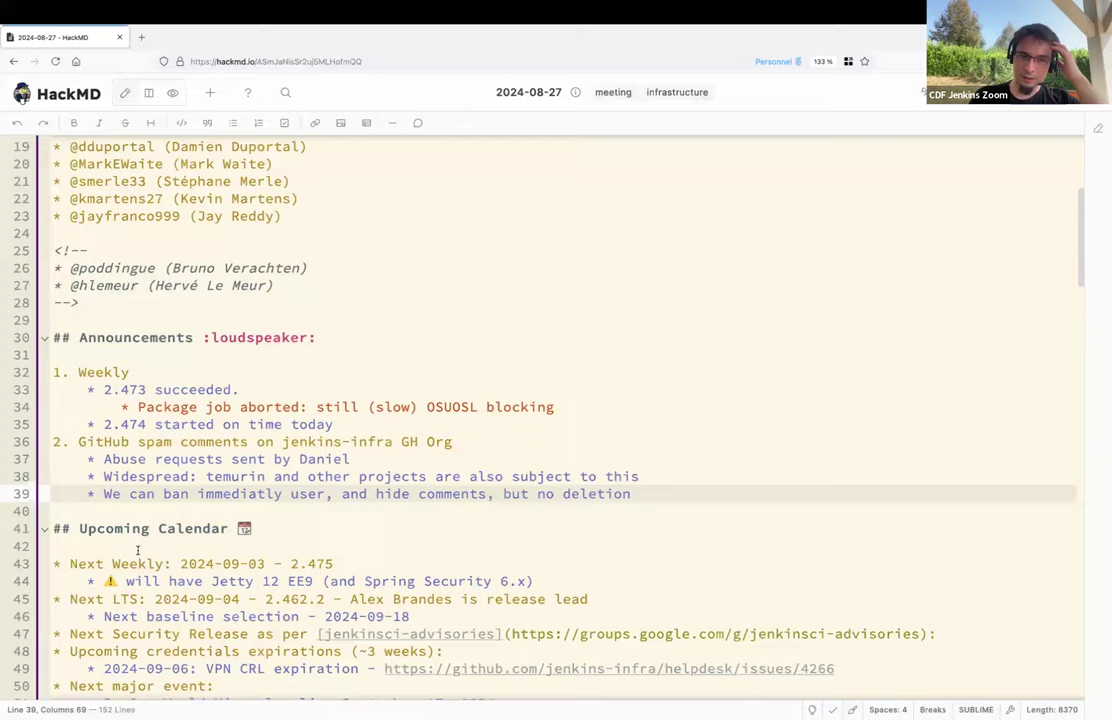 2024-08-27 - HackMD
https://hackmd.io/ASmJaNisSr2uj5MLHofmQQ
Personnel
133 %
CDF Jenkins Zoom
HackMD
2024-08-27
meeting
infrastructure
19 * @dduportal (Damien Duportal)
20 * @MarkEWaite (Mark Waite)
21 * @smerle33 (Stéphane Merle)
22 * @kmartens27 (Kevin Martens)
23 * @jayfranco999 (Jay Reddy)
24
25 <!--
26 * @poddingue (Bruno Verachten)
27 * @hlemeur (Hervé Le Meur)
28 -->
29
30 ## Announcements :loudspeaker:
31
32 1. Weekly
33 * 2.473 succeeded.
34 * Package job aborted: still (slow) OSUOSL blocking
35 * 2.474 started on time today
36 2. GitHub spam comments on jenkins-infra GH Org
37 * Abuse requests sent by Daniel
38 * Widespread: temurin and other projects are also subject to this
39 * We can ban immediatly user, and hide comments, but no deletion
40
41 ## Upcoming Calendar 📆
42
43 * Next Weekly: 2024-09-03 - 2.475
44 * ⚠️ will have Jetty 12 EE9 (and Spring Security 6.x)
45 * Next LTS: 2024-09-04 - 2.462.2 - Alex Brandes is release lead
46 * Next baseline selection - 2024-09-18
47 * Next Security Release as per [jenkinsci-advisories](https://groups.google.com/g/jenkinsci-advisories):
48 * Upcoming credentials expirations (~3 weeks):
49 * 2024-09-06: VPN CRL expiration - https://github.com/jenkins-infra/helpdesk/issues/4266
50 * Next major event:
Line 39, Columns 69 — 152 Lines
Spaces: 4
Breaks
SUBLIME
Length: 8370